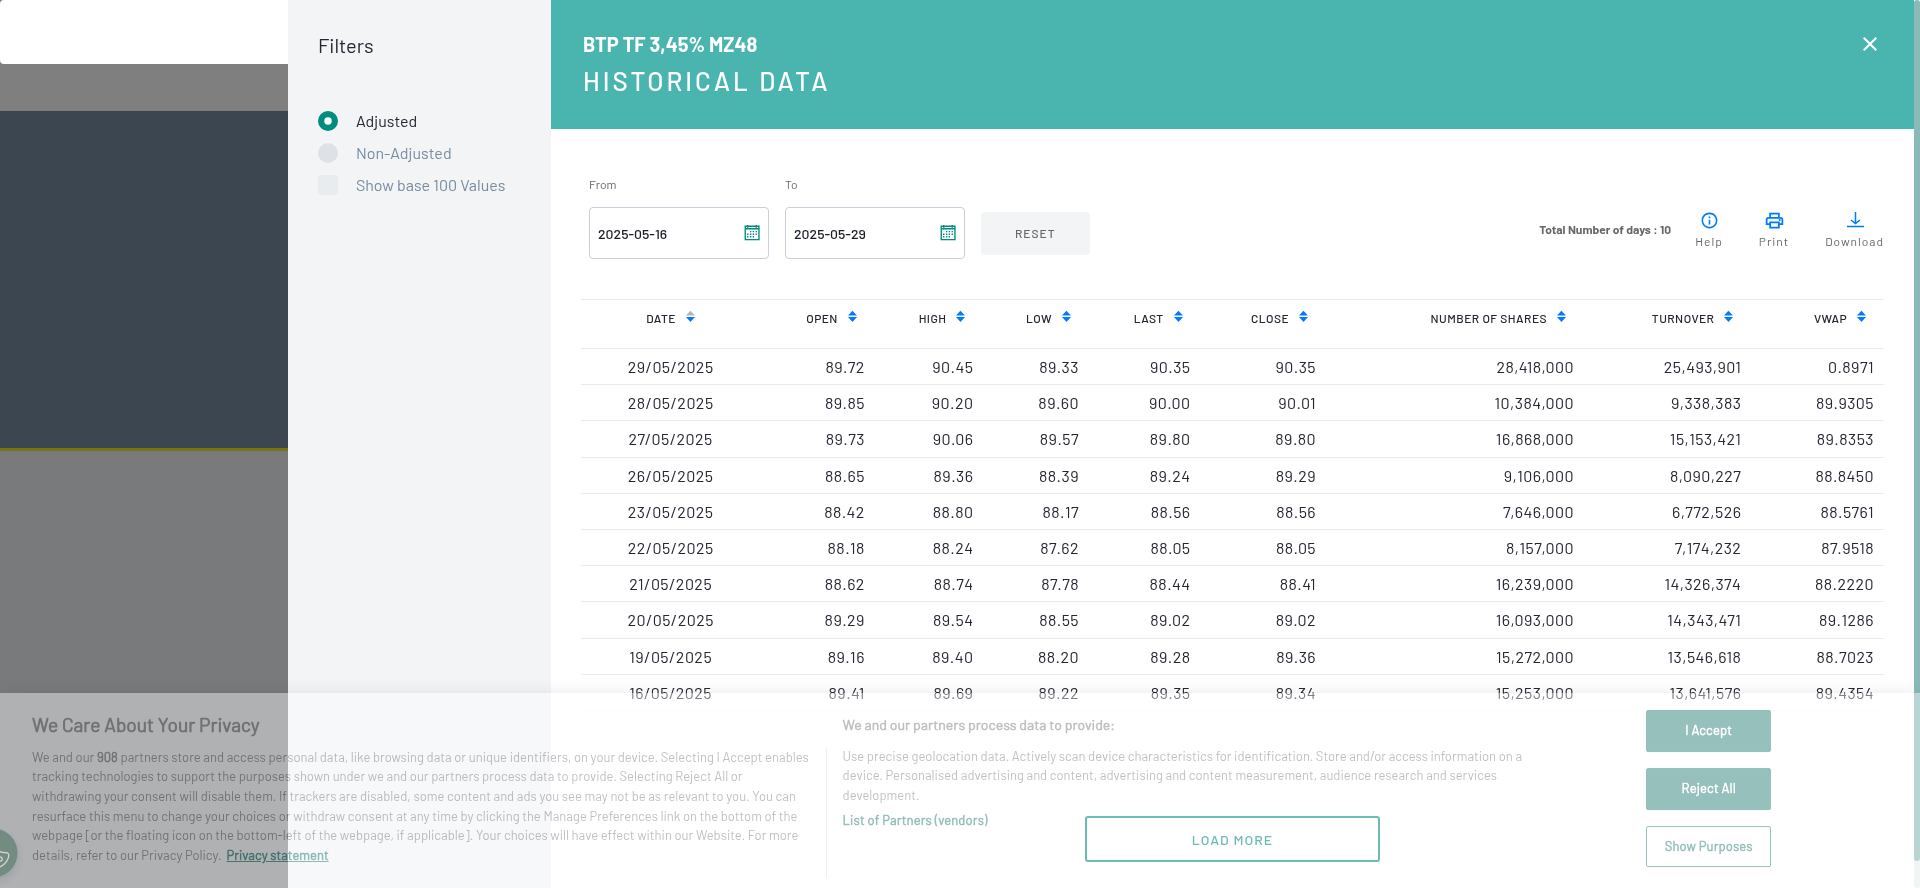 Filters
Adjusted
Non-Adjusted
Show base 100 Values
BTP TF 3,45% MZ48
HISTORICAL DATA
From
To
2025-05-16
2025-05-29
RESET
Total Number of days : 10
Help
Print
Download
DATE OPEN HIGH LOW LAST CLOSE NUMBER OF SHARES TURNOVER VWAP
29/05/2025 89.72 90.45 89.33 90.35 90.35 28,418,000 25,493,901 0.8971
28/05/2025 89.85 90.20 89.60 90.00 90.01 10,384,000 9,338,383 89.9305
27/05/2025 89.73 90.06 89.57 89.80 89.80 16,868,000 15,153,421 89.8353
26/05/2025 88.65 89.36 88.39 89.24 89.29 9,106,000 8,090,227 88.8450
23/05/2025 88.42 88.80 88.17 88.56 88.56 7,646,000 6,772,526 88.5761
22/05/2025 88.18 88.24 87.62 88.05 88.05 8,157,000 7,174,232 87.9518
21/05/2025 88.62 88.74 87.78 88.44 88.41 16,239,000 14,326,374 88.2220
20/05/2025 89.29 89.54 88.55 89.02 89.02 16,093,000 14,343,471 89.1286
19/05/2025 89.16 89.40 88.20 89.28 89.36 15,272,000 13,546,618 88.7023
16/05/2025 89.41 89.69 89.22 89.35 89.34 15,253,000 13,641,576 89.4354
We Care About Your Privacy
We and our 908 partners store and access personal data, like browsing data or unique identifiers, on your device. Selecting I Accept enables
tracking technologies to support the purposes shown under we and our partners process data to provide. Selecting Reject All or
withdrawing your consent will disable them. If trackers are disabled, some content and ads you see may not be as relevant to you. You can
resurface this menu to change your choices or withdraw consent at any time by clicking the Manage Preferences link on the bottom of the
webpage [or the floating icon on the bottom-left of the webpage, if applicable]. Your choices will have effect within our Website. For more
details, refer to our Privacy Policy. Privacy statement
We and our partners process data to provide:
Use precise geolocation data. Actively scan device characteristics for identification. Store and/or access information on a
device. Personalised advertising and content, advertising and content measurement, audience research and services
development.
List of Partners (vendors)
LOAD MORE
I Accept
Reject All
Show Purposes